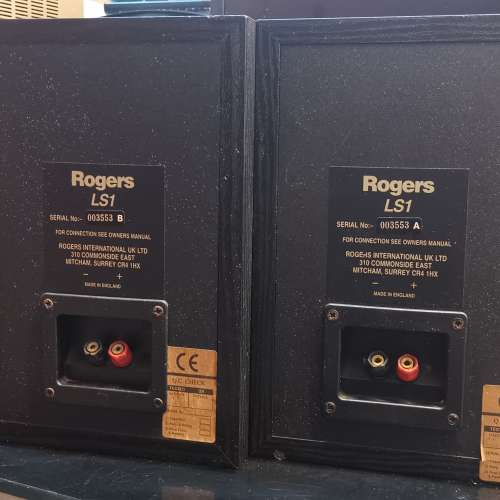 Rogers
LS1
SERIAL No:- 003553 B
FOR CONNECTION SEE OWNERS MANUAL
ROGERS INTERNATIONAL UK LTD
310 COMMONSIDE EAST
MITCHAM, SURREY CR4 1HX
- +
MADE IN ENGLAND
CE
Q.C. CHECK
Rogers
LS1
SERIAL No:- 003553 A
FOR CONNECTION SEE OWNERS MANUAL
ROGERS INTERNATIONAL UK LTD
310 COMMONSIDE EAST
MITCHAM, SURREY CR4 1HX
- +
MADE IN ENGLAND